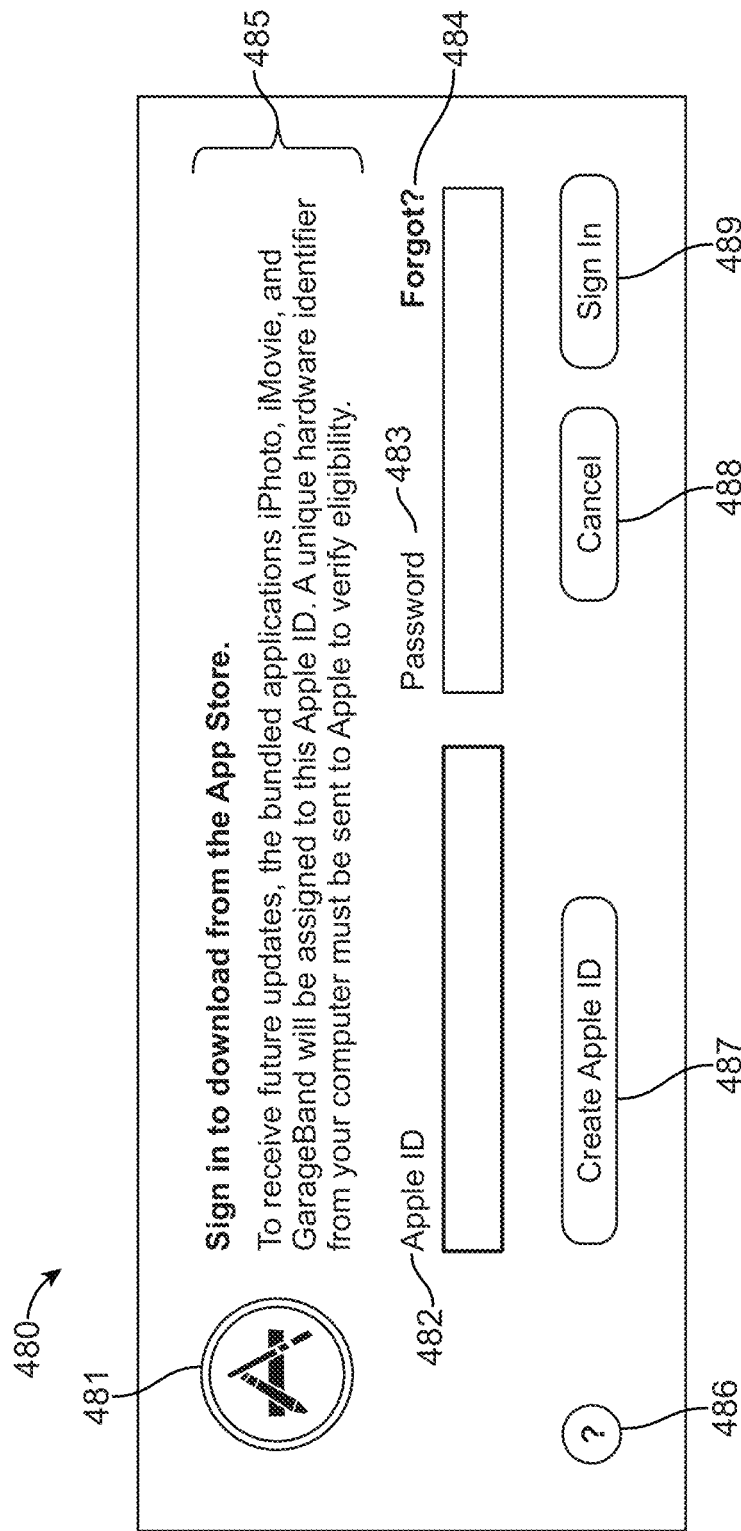 480
481
Sign in to download from the App Store.
To receive future updates, the bundled applications iPhoto, iMovie, and
GarageBand will be assigned to this Apple ID. A unique hardware identifier
from your computer must be sent to Apple to verify eligibility.
485
482 Apple ID
Password 483
Forgot? 484
?
Create Apple ID
Cancel
Sign In
486
487
488
489